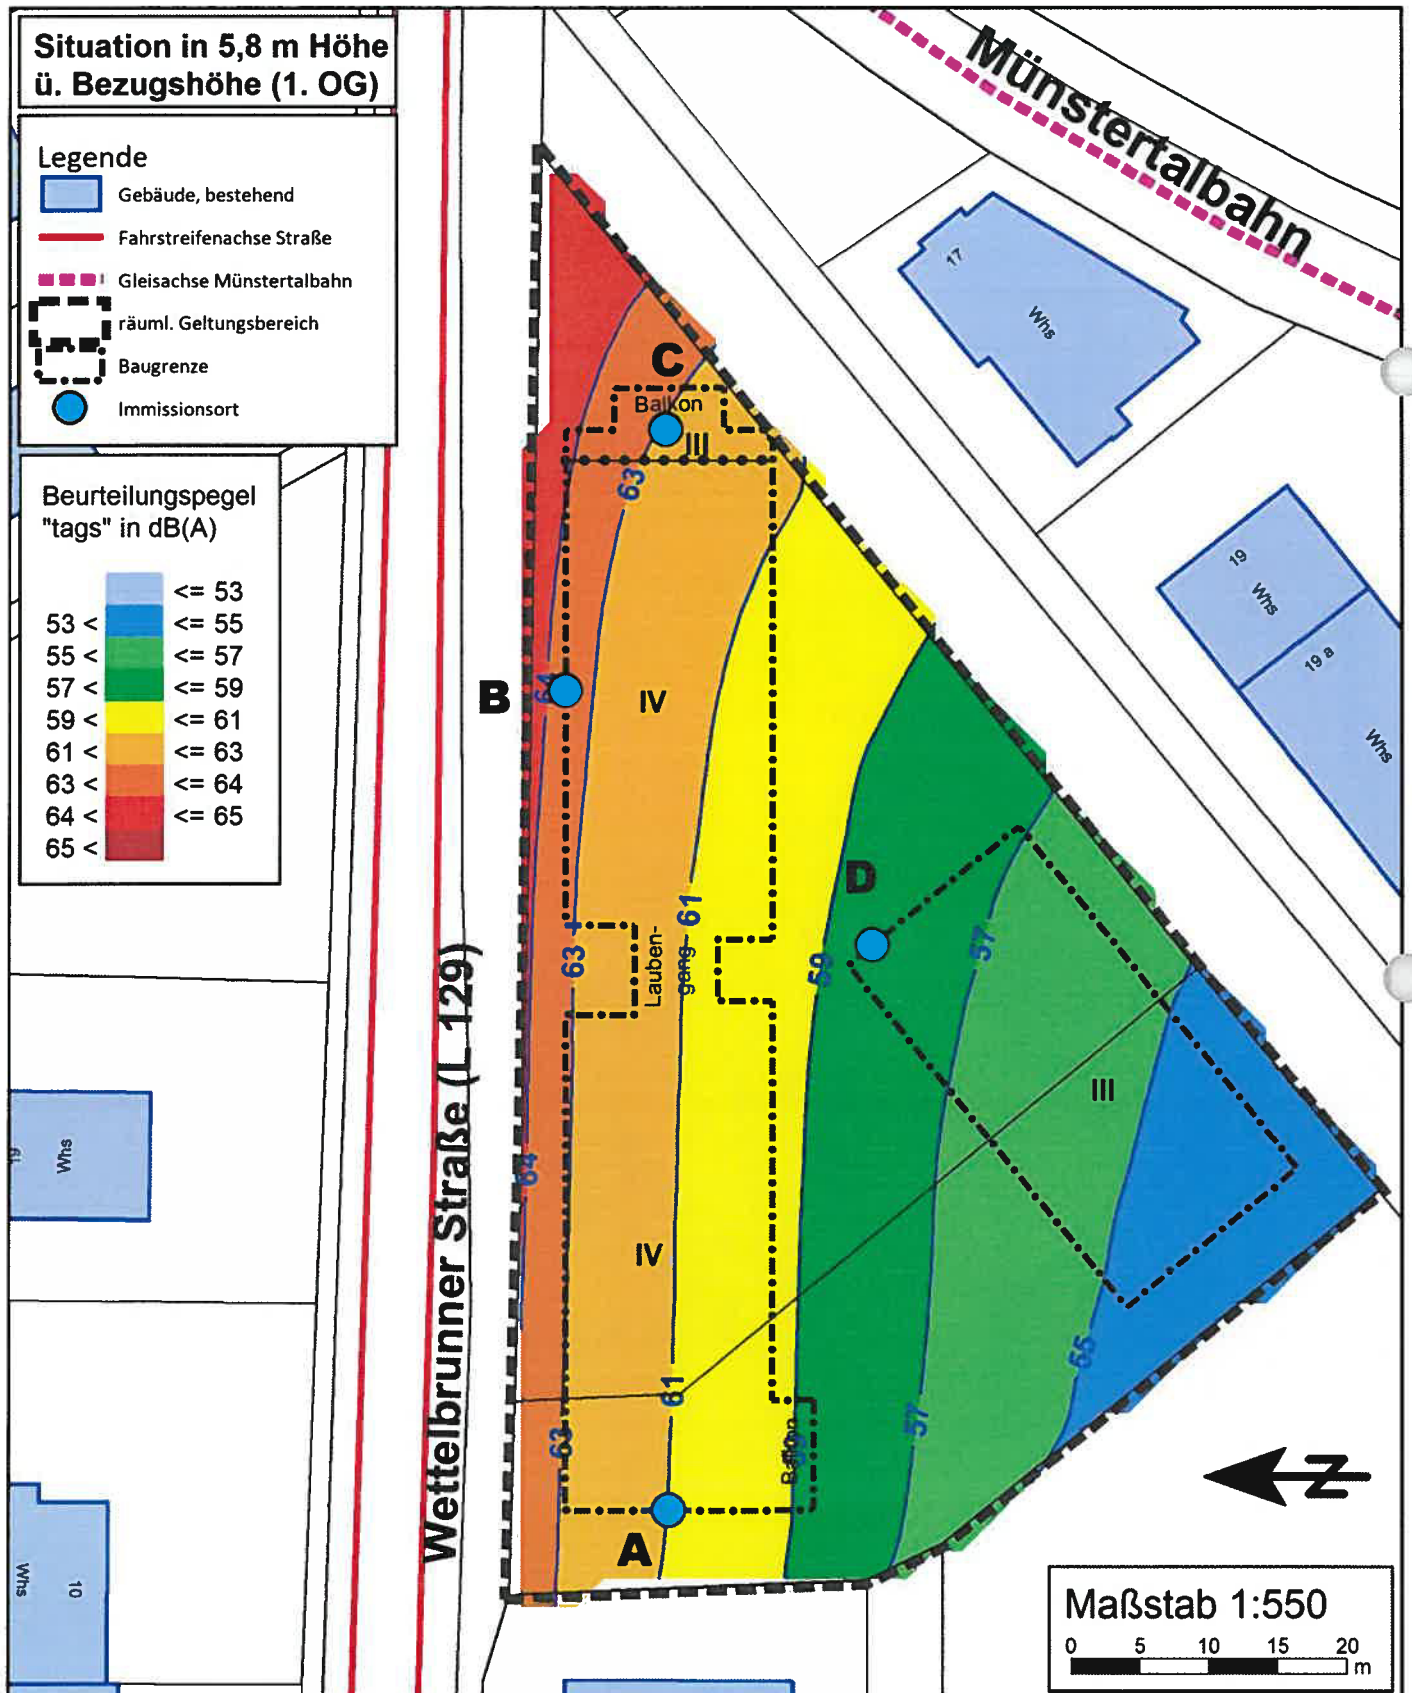 Situation in 5,8 m Höhe
ü. Bezugshöhe (1. OG)
Legende
Gebäude, bestehend
Fahrstreifenachse Straße
Gleisachse Münstertalbahn
räuml. Geltungsbereich
Baugrenze
Immissionsort
Beurteilungspegel
"tags" in dB(A)
<= 53
53 < <= 55
55 < <= 57
57 < <= 59
59 < <= 61
61 < <= 63
63 < <= 64
64 < <= 65
65 <
Münstertalbahn
17
Whs
19
Whs
19 a
Whs
C
Balkon
III
63
B
64
IV
D
61
63
Lauben-
gang
59
57
III
64
IV
Wettelbrunner Straße (L 129)
19
Whs
55
61
57
63
Balkon
59
A
Whs
10
N
Maßstab 1:550
0 5 10 15 20
m